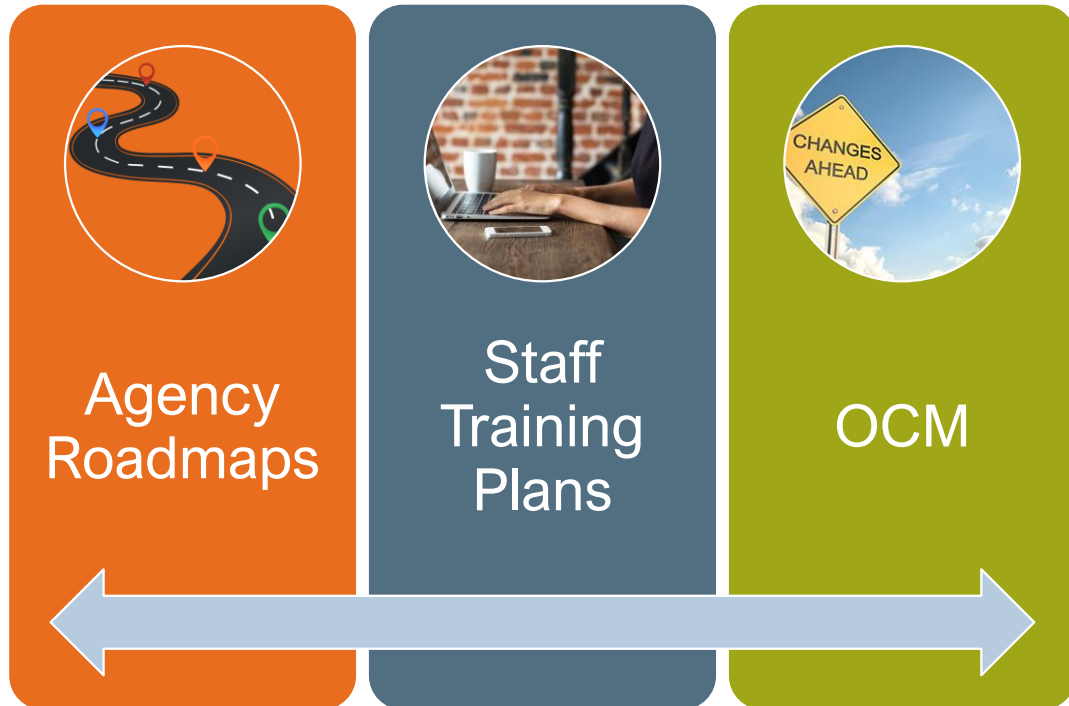 CHANGES
AHEAD
Agency
Roadmaps
Staff
Training
Plans
OCM